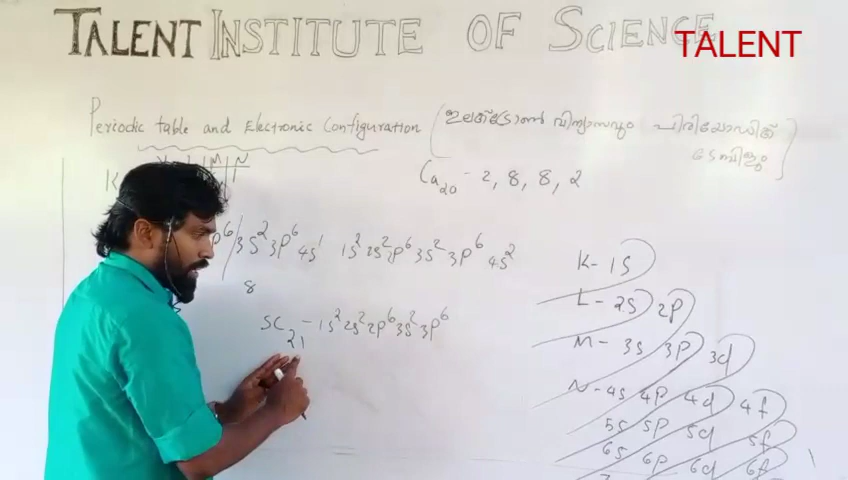 TALENT INSTITUTE OF SCIENCE
TALENT
Periodic table and Electronic Configuration (ഇലക്ട്രോൺ വിന്യാസവും പിരിയോഡിക്
ടേബിളും)
K M N
Ca₂₀ - 2, 8, 8, 2
p⁶/3s² 3p⁶ 4s¹ 1s² 2s² 2p⁶ 3s² 3p⁶ 4s²
8
Sc₂₁ - 1s² 2s² 2p⁶ 3s² 3p⁶
K - 1s
L - 2s 2p
M - 3s 3p 3d
N - 4s 4p 4d 4f
5s 5p 5d 5f
6s 6p 6d 6f